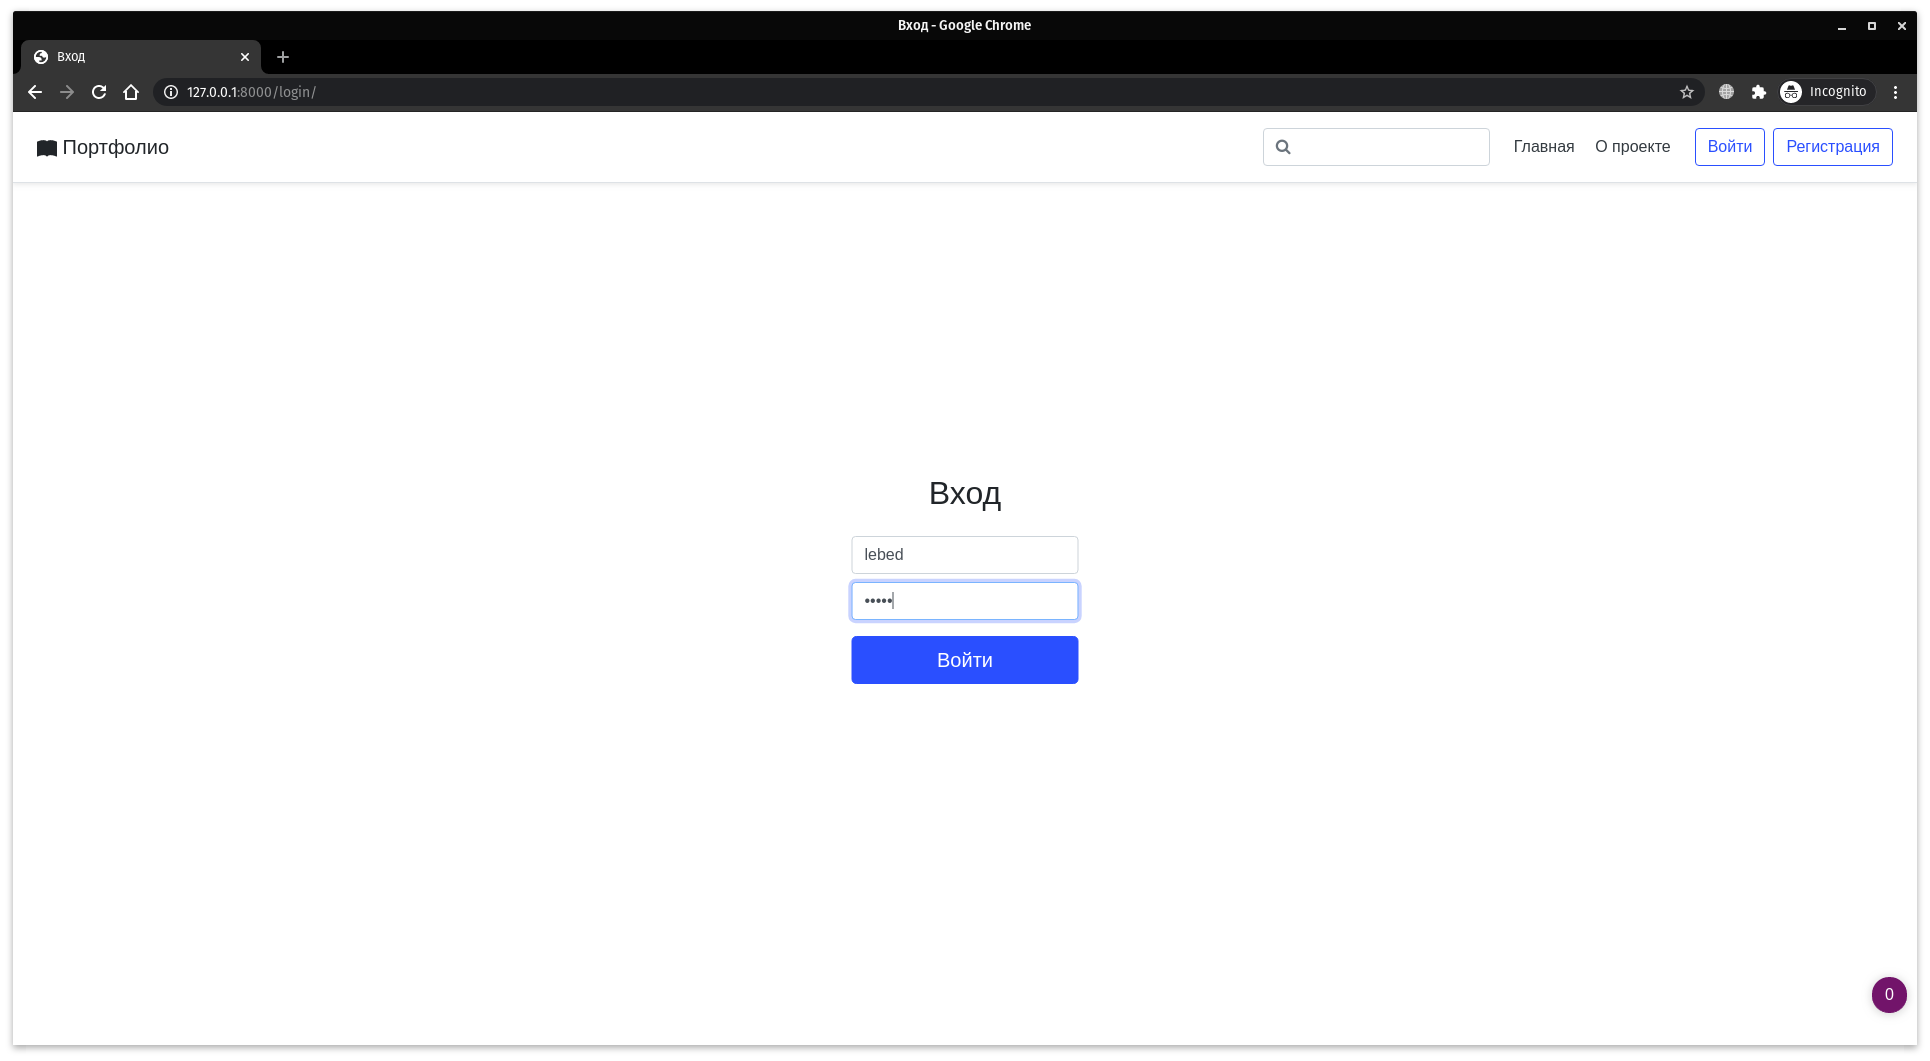 Вход - Google Chrome
Вход
127.0.0.1:8000/login/
Incognito
Портфолио
Главная О проекте Войти Регистрация
Вход
lebed
•••••
Войти
0